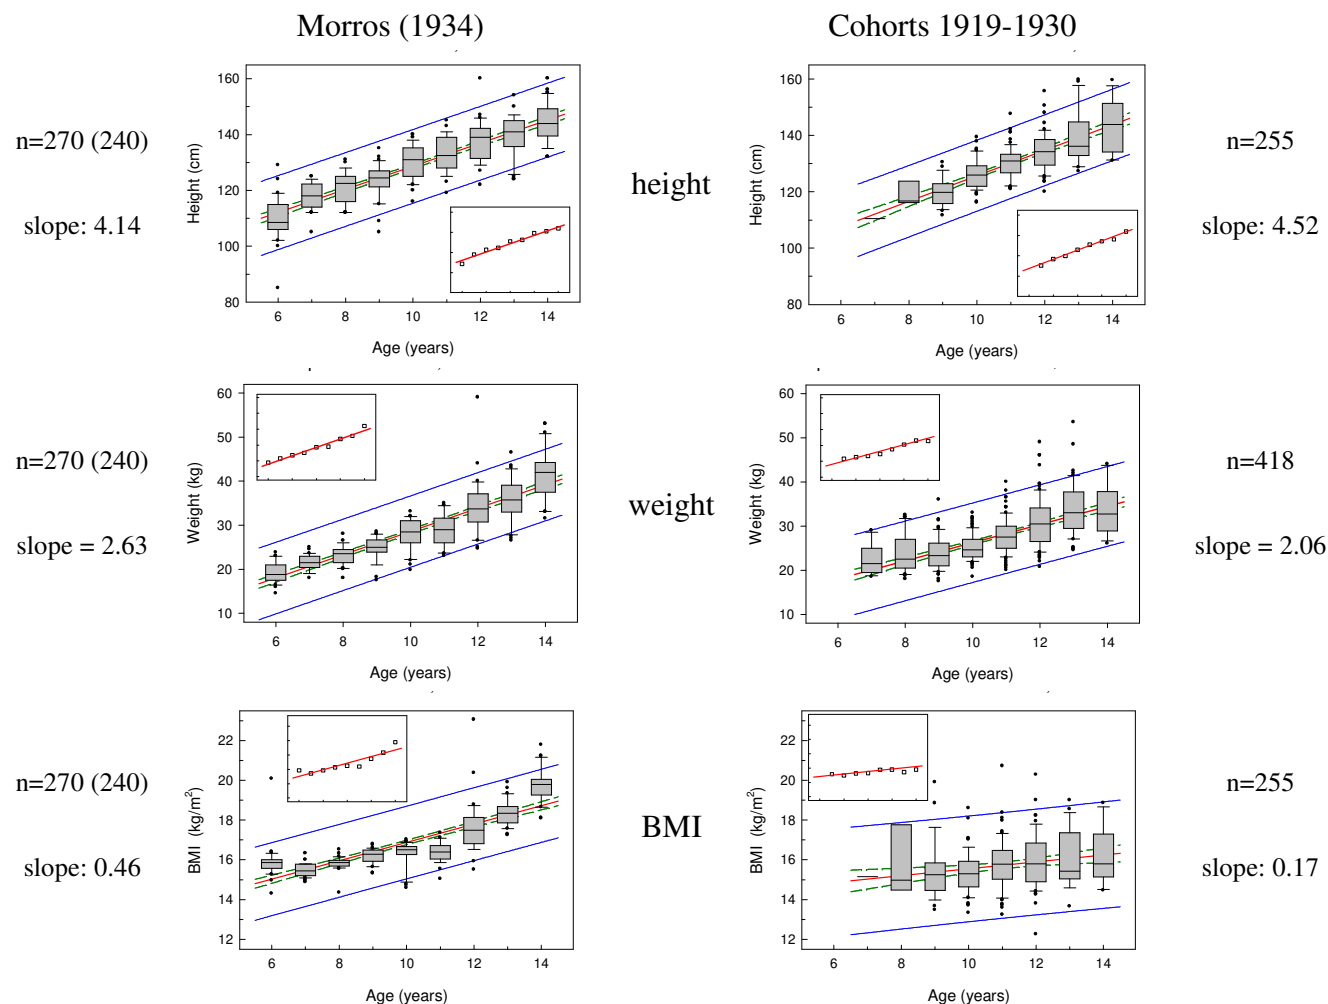 Morros (1934)
Cohorts 1919-1930
n=270 (240)
slope: 4.14
Height (cm)
160
140
120
100
80
6 8 10 12 14
Age (years)
height
Height (cm)
160
140
120
100
80
6 8 10 12 14
Age (years)
n=255
slope: 4.52
n=270 (240)
slope = 2.63
Weight (kg)
60
50
40
30
20
10
6 8 10 12 14
Age (years)
weight
Weight (kg)
60
50
40
30
20
10
6 8 10 12 14
Age (years)
n=418
slope = 2.06
n=270 (240)
slope: 0.46
BMI (kg/m²)
22
20
18
16
14
12
6 8 10 12 14
Age (years)
BMI
BMI (kg/m²)
22
20
18
16
14
12
6 8 10 12 14
Age (years)
n=255
slope: 0.17